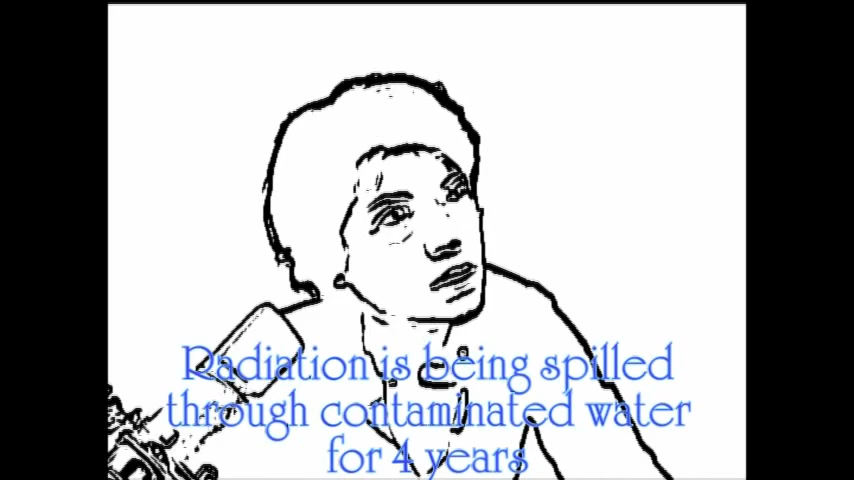 Radiation is being spilled
through contaminated water
for 4 years